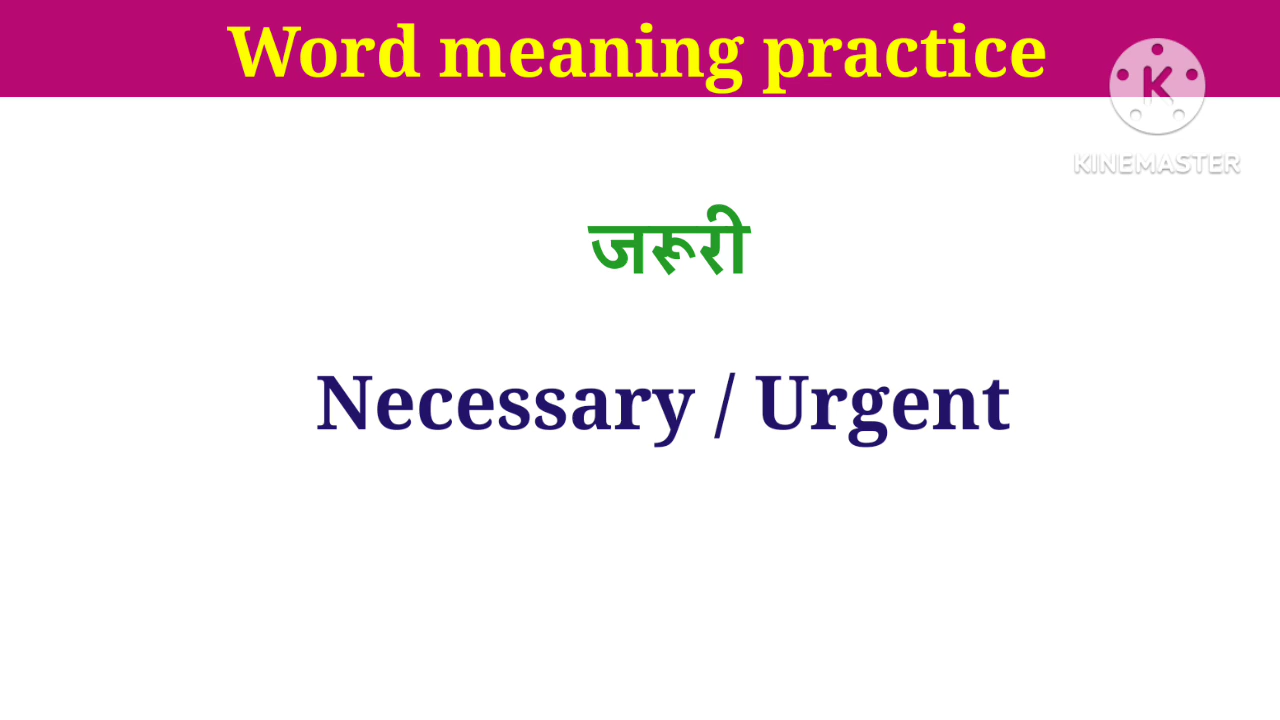 Word meaning practice
K
KINEMASTER
जरूरी
Necessary / Urgent